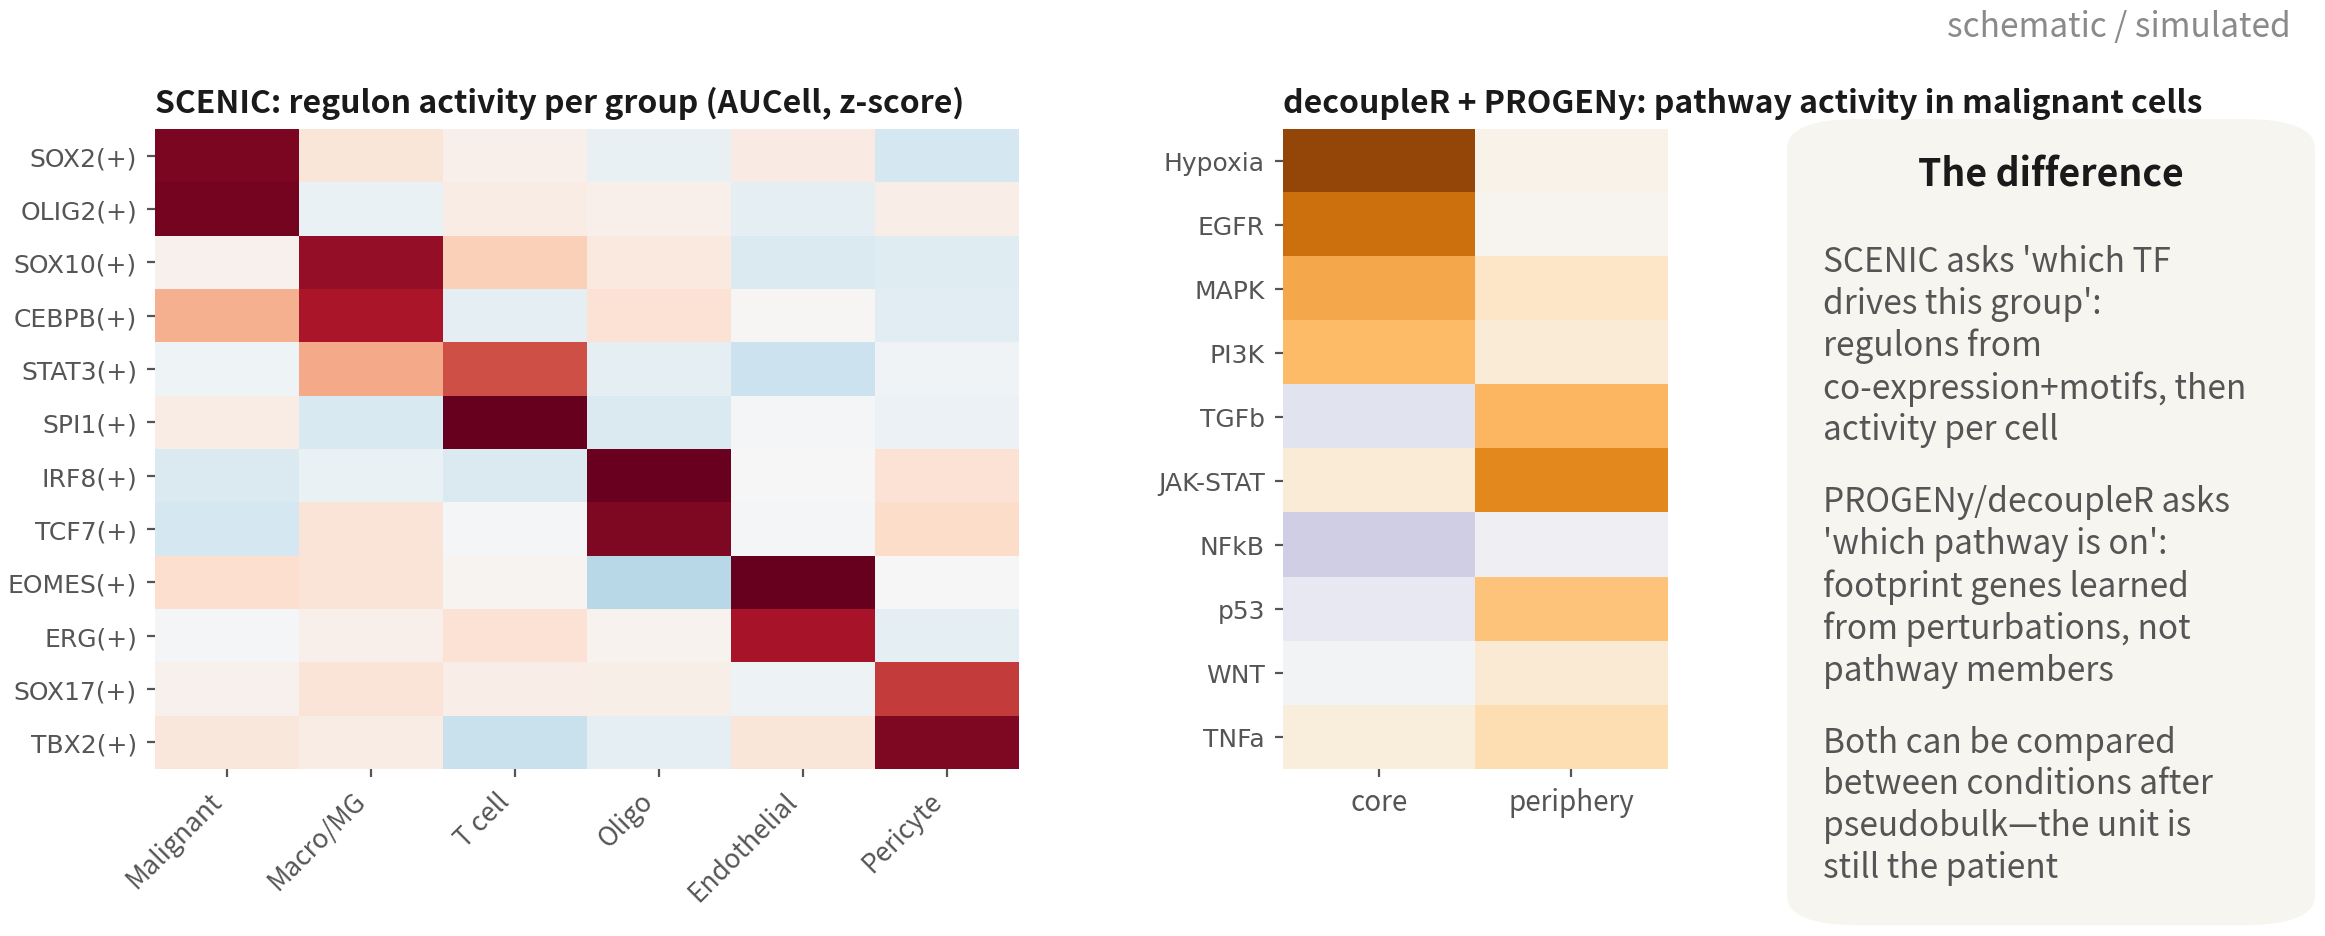 schematic / simulated
SCENIC: regulon activity per group (AUCell, z-score)
SOX2(+)
OLIG2(+)
SOX10(+)
CEBPB(+)
STAT3(+)
SPI1(+)
IRF8(+)
TCF7(+)
EOMES(+)
ERG(+)
SOX17(+)
TBX2(+)
Malignant
Macro/MG
T cell
Oligo
Endothelial
Pericyte
decoupleR + PROGENy: pathway activity in malignant cells
Hypoxia
EGFR
MAPK
PI3K
TGFb
JAK-STAT
NFkB
p53
WNT
TNFa
core
periphery
The difference
SCENIC asks 'which TF
drives this group':
regulons from
co-expression+motifs, then
activity per cell
PROGENy/decoupleR asks
'which pathway is on':
footprint genes learned
from perturbations, not
pathway members
Both can be compared
between conditions after
pseudobulk—the unit is
still the patient